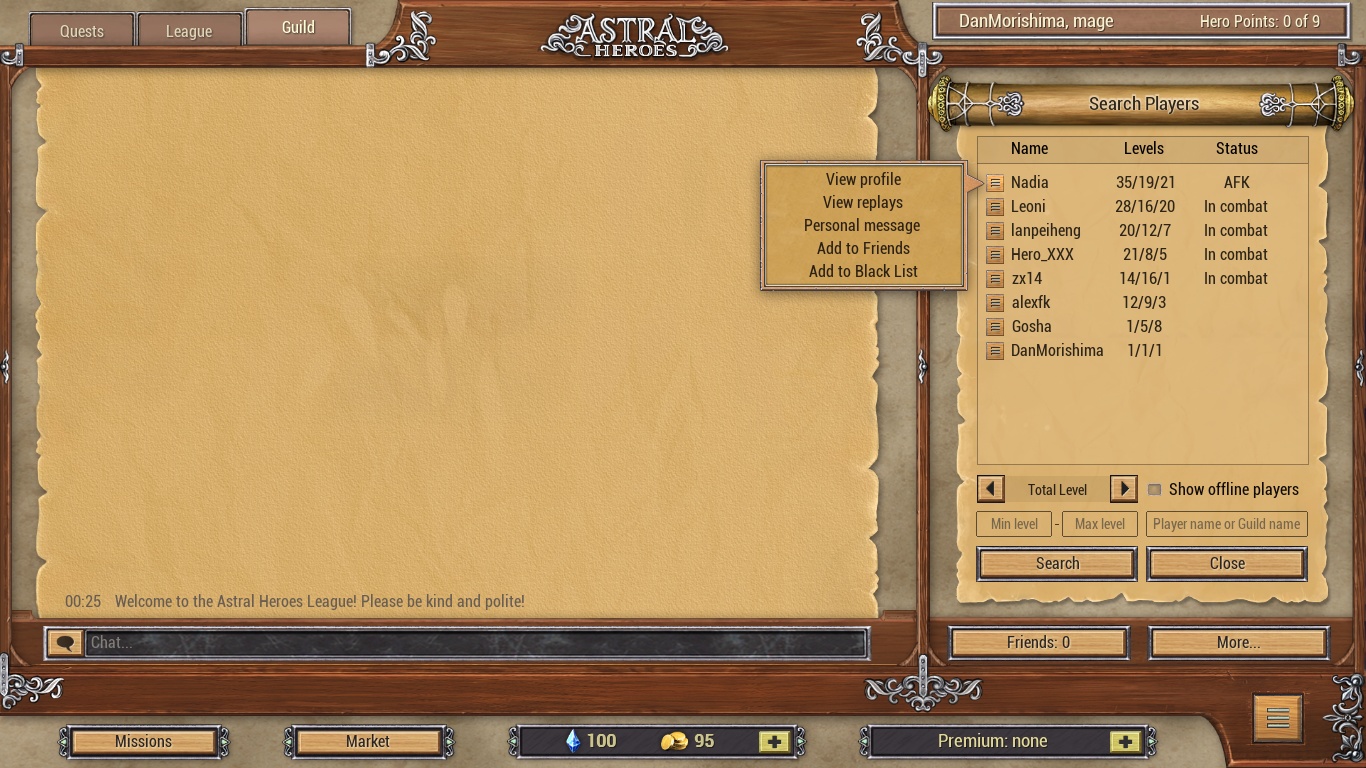 Quests
League
Guild
ASTRAL
HEROES
DanMorishima, mage
Hero Points: 0 of 9
Search Players
Name Levels Status
Nadia 35/19/21 AFK
Leoni 28/16/20 In combat
lanpeiheng 20/12/7 In combat
Hero_XXX 21/8/5 In combat
zx14 14/16/1 In combat
alexfk 12/9/3
Gosha 1/5/8
DanMorishima 1/1/1
View profile
View replays
Personal message
Add to Friends
Add to Black List
Total Level
Show offline players
Min level - Max level
Player name or Guild name
Search
Close
00:25 Welcome to the Astral Heroes League! Please be kind and polite!
Chat...
Friends: 0
More...
Missions
Market
100
95
Premium: none